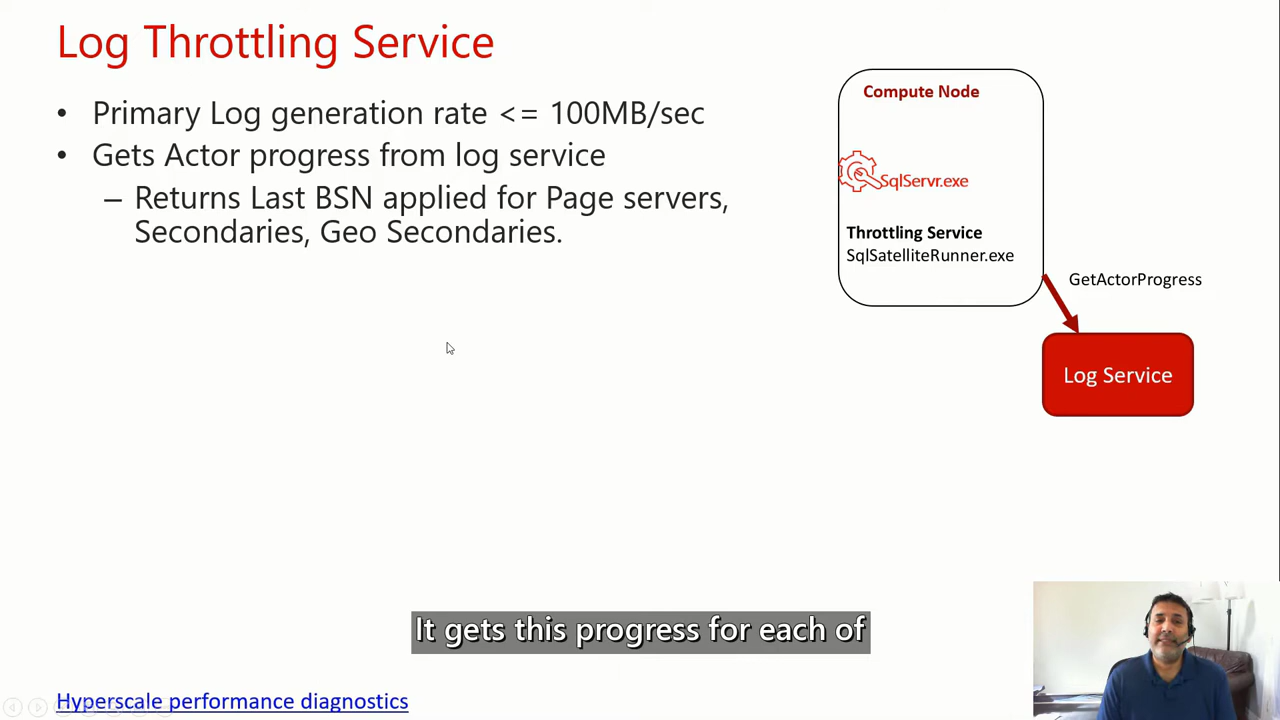 Log Throttling Service
• Primary Log generation rate <= 100MB/sec
• Gets Actor progress from log service
– Returns Last BSN applied for Page servers,
Secondaries, Geo Secondaries.
Compute Node
SqlServr.exe
Throttling Service
SqlSatelliteRunner.exe
GetActorProgress
Log Service
It gets this progress for each of
Hyperscale performance diagnostics